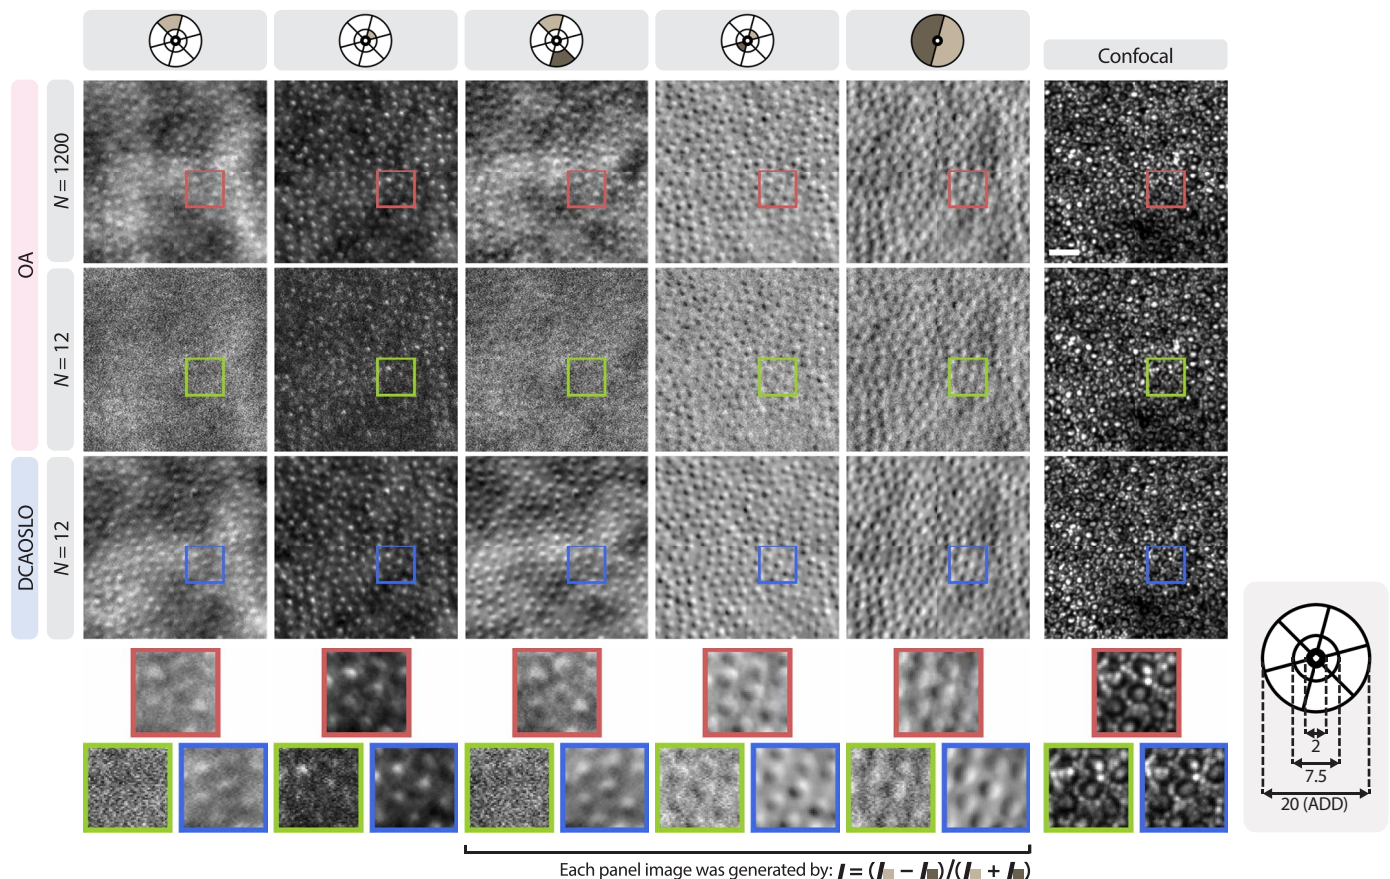 Confocal
OA
N = 1200
N = 12
DCAOSLO
N = 12
2
7.5
20 (ADD)
Each panel image was generated by: I = (I − I)/(I + I)